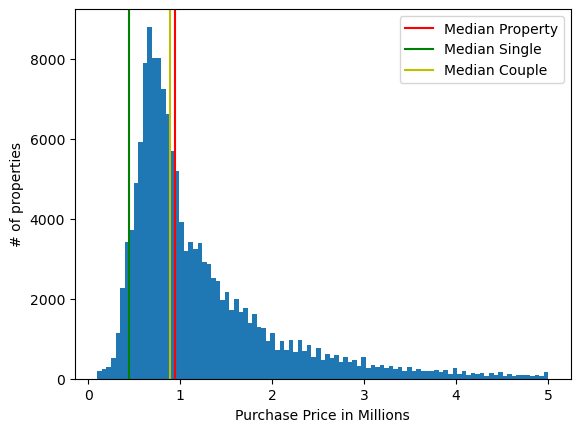 Median Property
Median Single
Median Couple
# of properties
8000
6000
4000
2000
0
0 1 2 3 4 5
Purchase Price in Millions